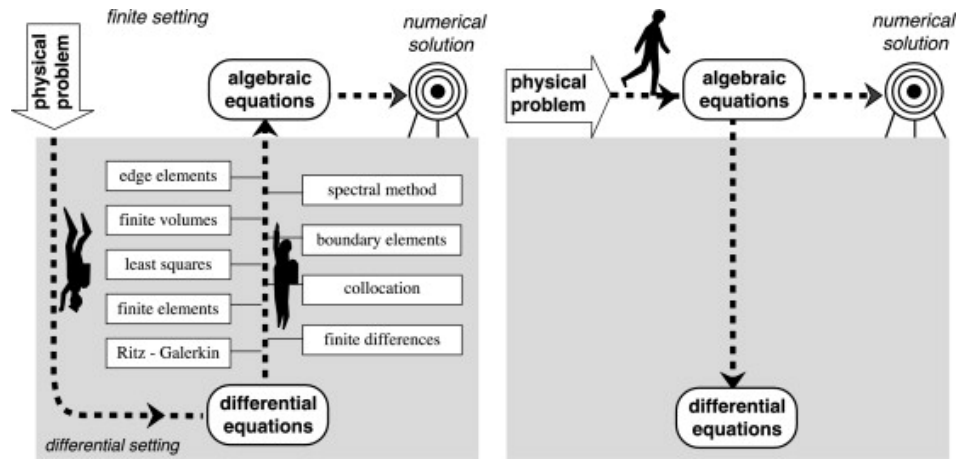 finite setting
physical
problem
algebraic
equations
numerical
solution
edge elements
finite volumes
least squares
finite elements
Ritz - Galerkin
spectral method
boundary elements
collocation
finite differences
differential
equations
differential setting
physical
problem
algebraic
equations
numerical
solution
differential
equations